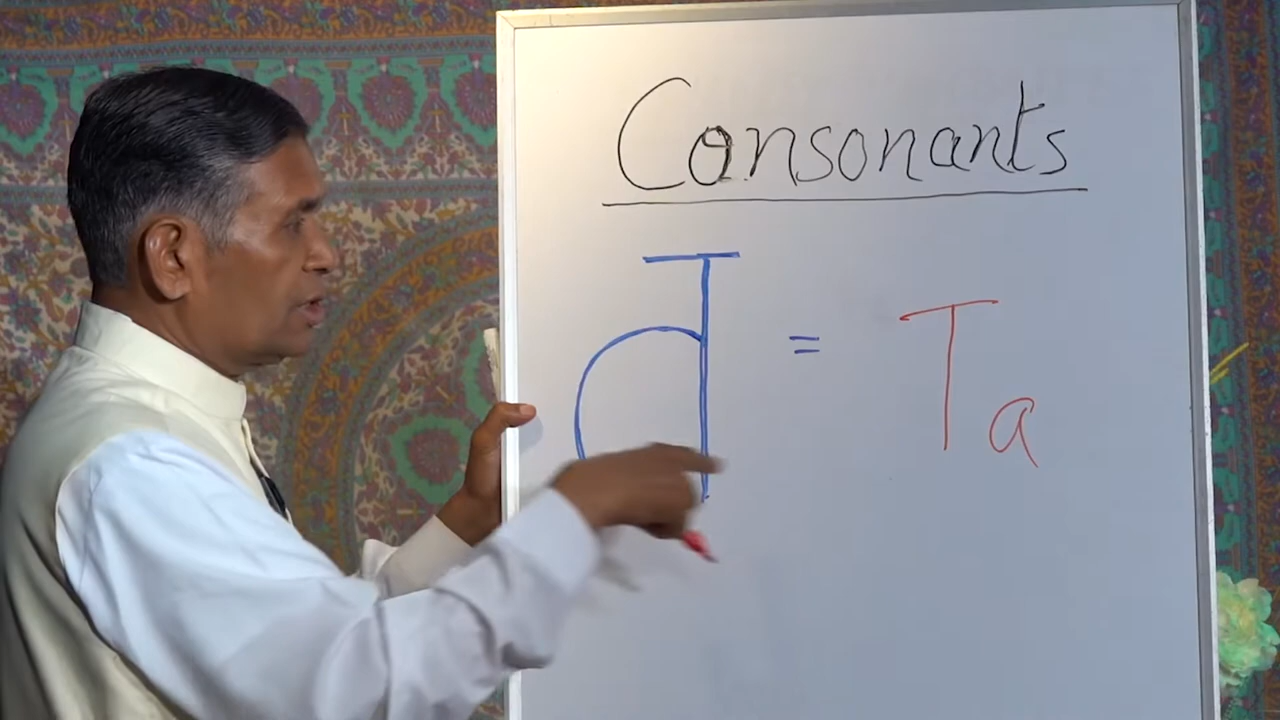 Consonants
त = Ta